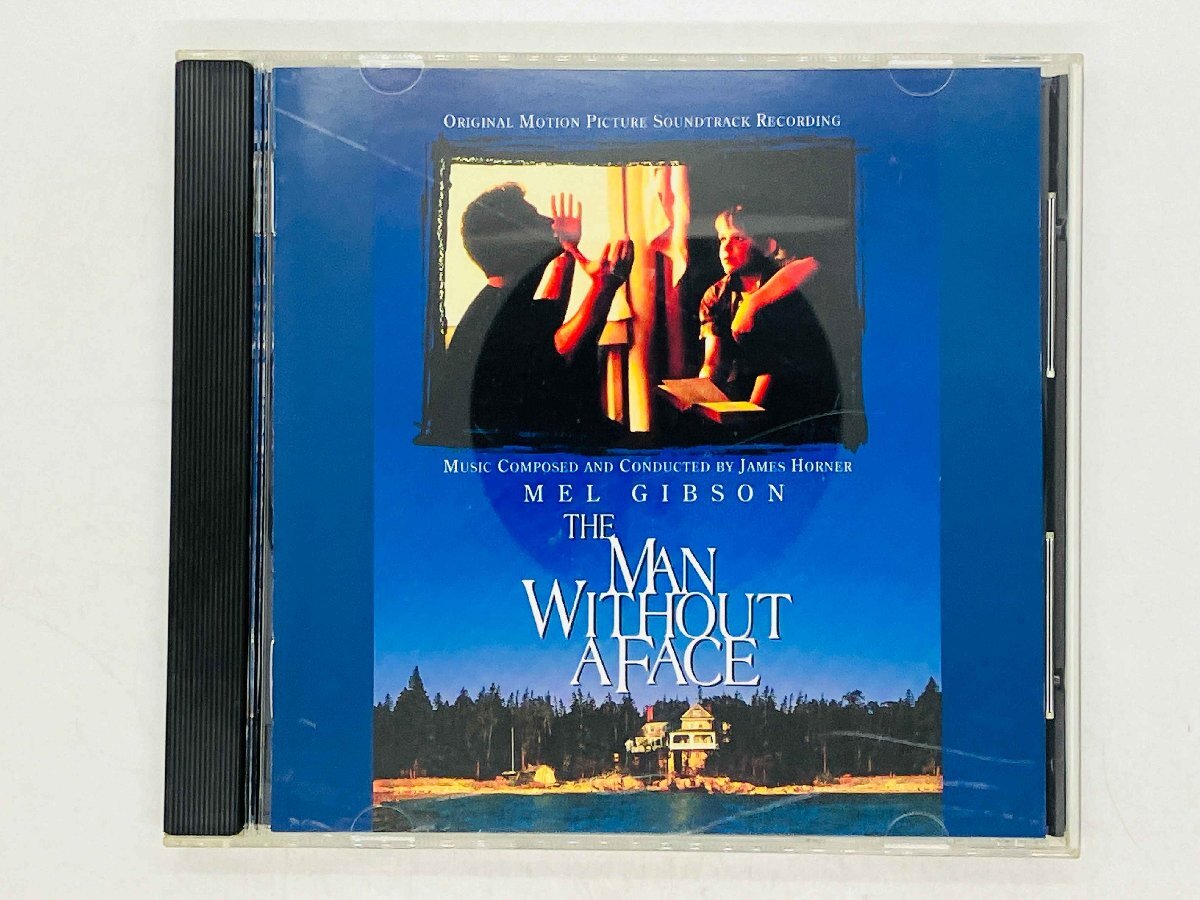 ORIGINAL MOTION PICTURE SOUNDTRACK RECORDING
MUSIC COMPOSED AND CONDUCTED BY JAMES HORNER
MEL GIBSON
THE
MAN
WITHOUT
A FACE